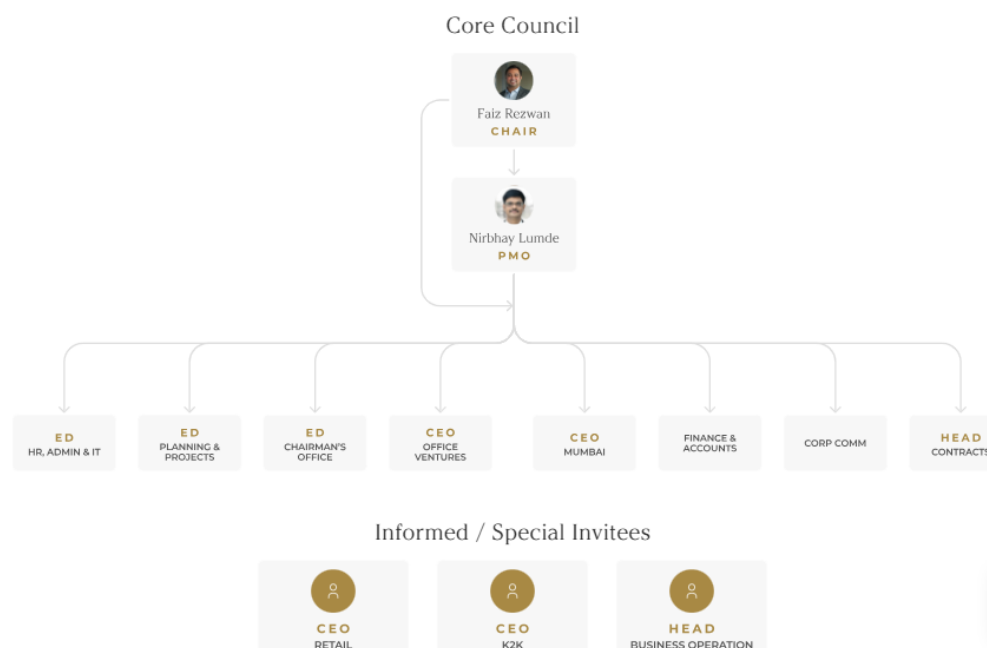 Core Council
Faiz Rezwan
CHAIR
Nirbhay Lumde
PMO
ED
HR, ADMIN & IT
ED
PLANNING &
PROJECTS
ED
CHAIRMAN'S
OFFICE
CEO
OFFICE
VENTURES
CEO
MUMBAI
FINANCE &
ACCOUNTS
CORP COMM
HEAD
CONTRACTS
Informed / Special Invitees
CEO
RETAIL
CEO
K2K
HEAD
BUSINESS OPERATION